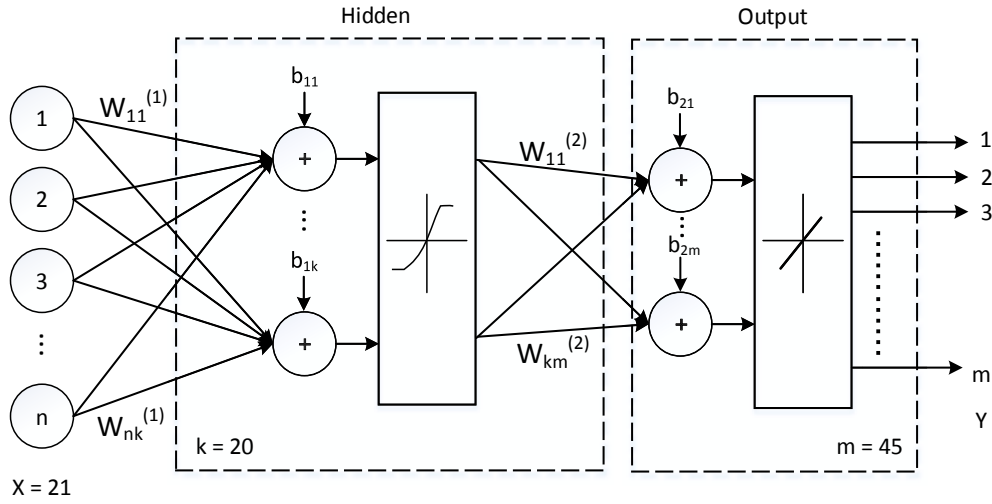 Hidden
Output
1
2
3
⋮
n
X = 21
W₁₁⁽¹⁾
Wₙₖ⁽¹⁾
b₁₁
+
⋮
b₁ₖ
+
k = 20
W₁₁⁽²⁾
Wₖₘ⁽²⁾
b₂₁
+
b₂ₘ
+
m = 45
1
2
3
m
Y